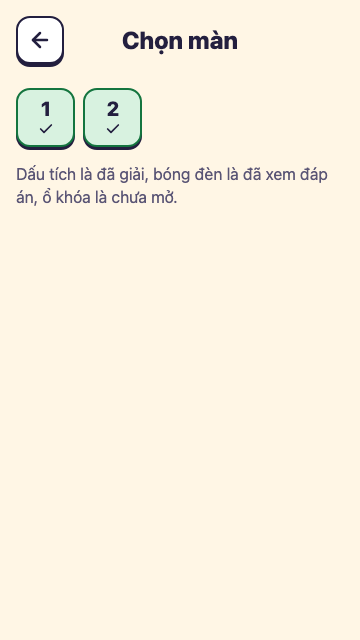 Chọn màn
1
2
Dấu tích là đã giải, bóng đèn là đã xem đáp
án, ổ khóa là chưa mở.